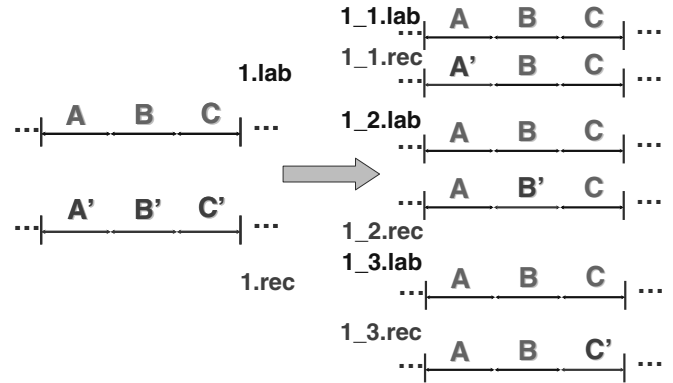 1.lab
... A B C ...
... A’ B’ C’ ...
1.rec
1_1.lab
... A B C ...
1_1.rec
... A’ B C ...
1_2.lab
... A B C ...
... A B’ C ...
1_2.rec
1_3.lab
... A B C ...
1_3.rec
... A B C’ ...